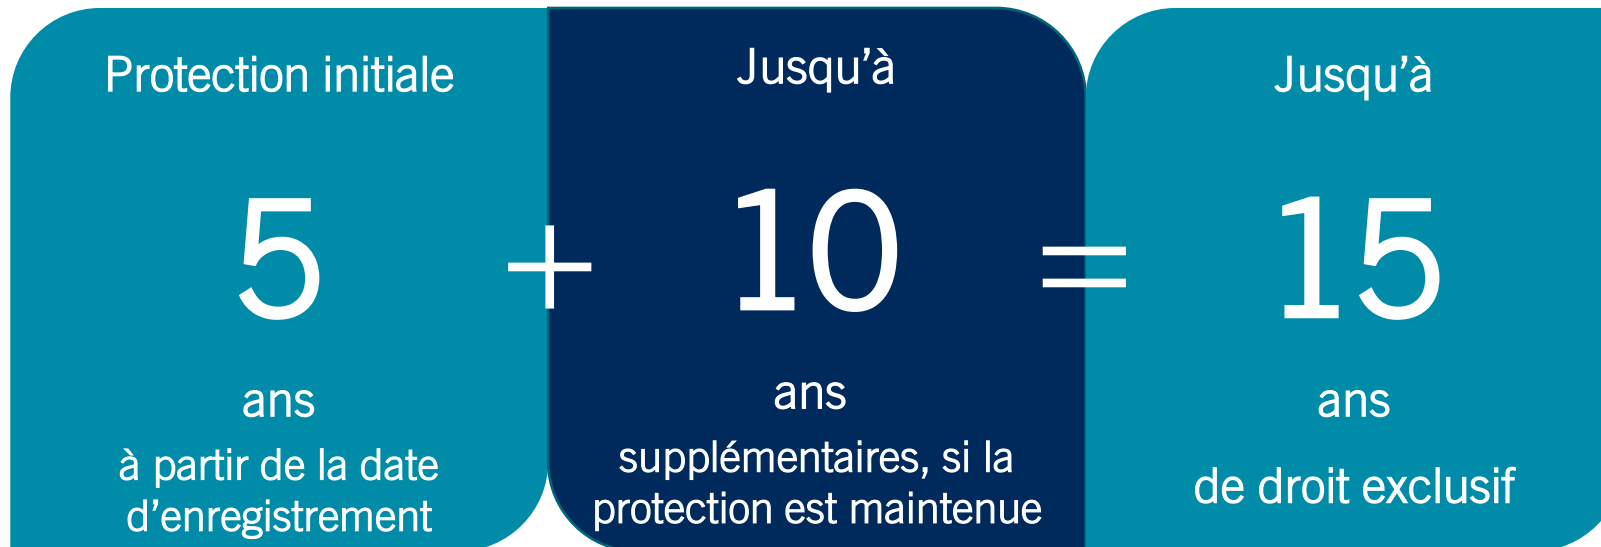 Protection initiale
5
ans
à partir de la date
d’enregistrement
+
Jusqu’à
10
ans
supplémentaires, si la
protection est maintenue
=
Jusqu’à
15
ans
de droit exclusif